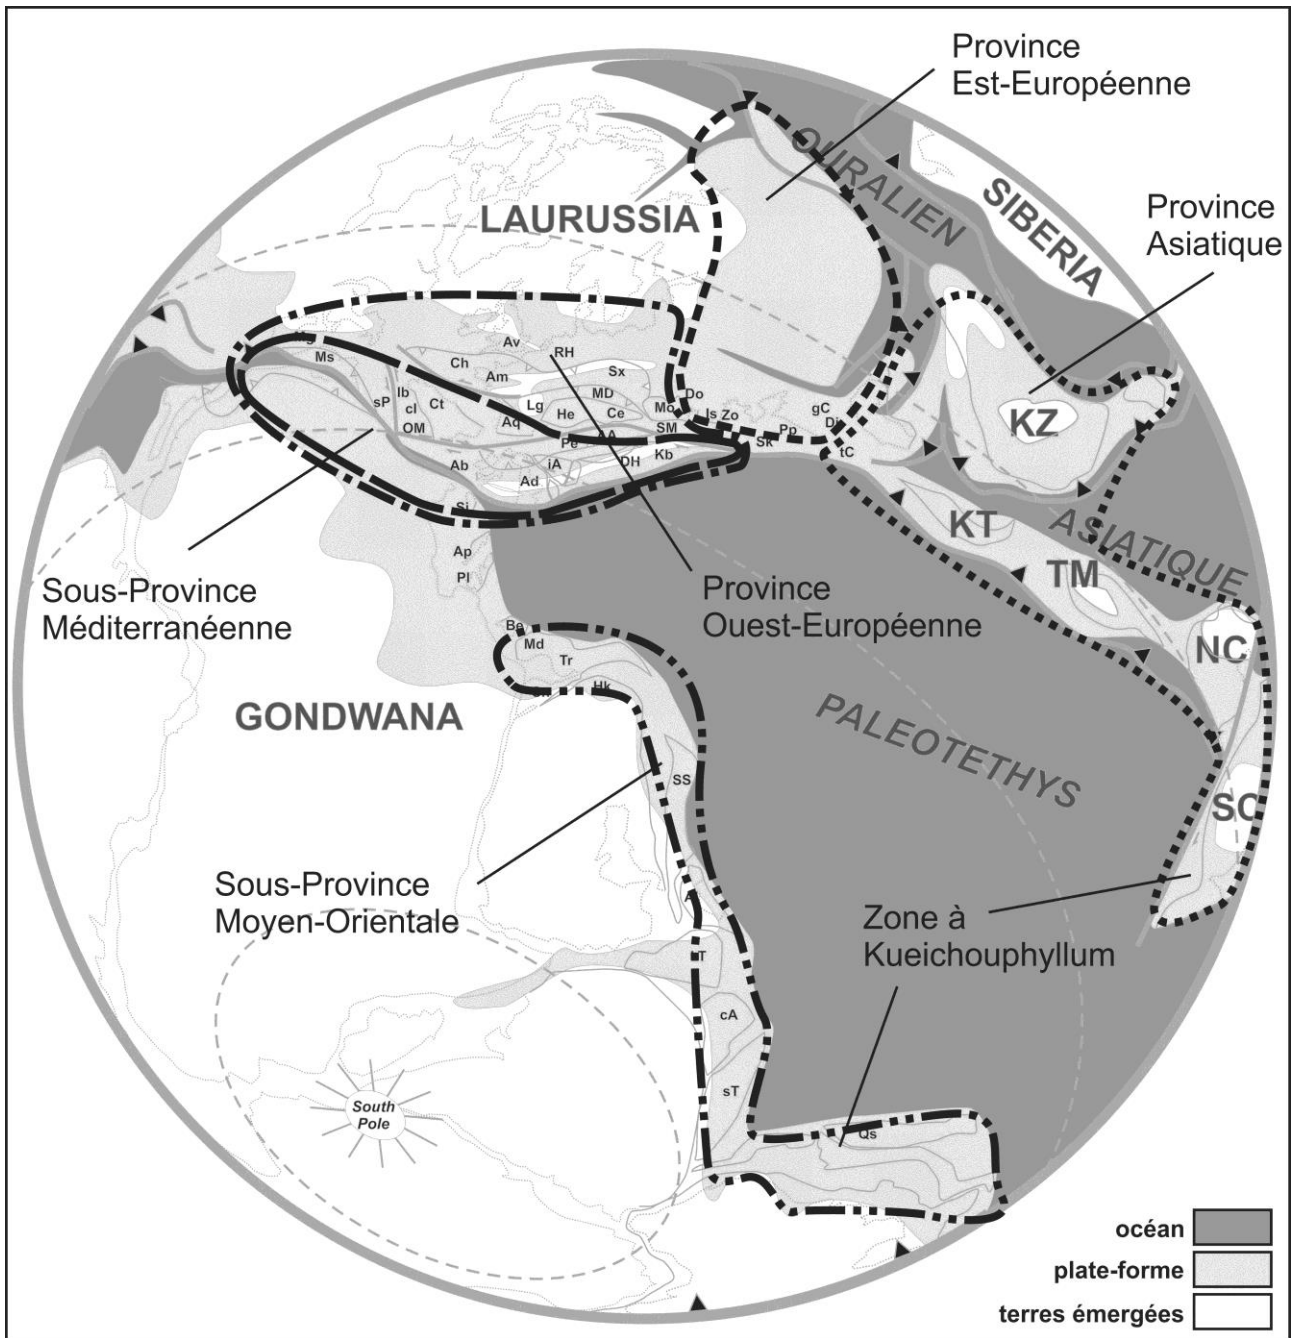 Province
Est-Européenne
OURALIEN
SIBERIA
LAURUSSIA
Province
Asiatique
Av
RH
Ms
Ch
Am
Sx
Ib
sP
cI
Ct
OM
MD
Lg
He
Ce
Aq
Do
Mo
Is
Zo
SM
AA
Pe
Pp
Sk
gC
tC
KZ
Ab
iA
DH
Kb
Ad
Si
KT
ASIATIQUE
TM
Ap
Pl
Sous-Province
Méditerranéenne
Province
Ouest-Européenne
Be
Md
Tr
Hk
NC
GONDWANA
PALEOTETHYS
SS
SC
Sous-Province
Moyen-Orientale
Zone à
Kueichouphyllum
cA
sT
South
Pole
Qs
océan
plate-forme
terres émergées